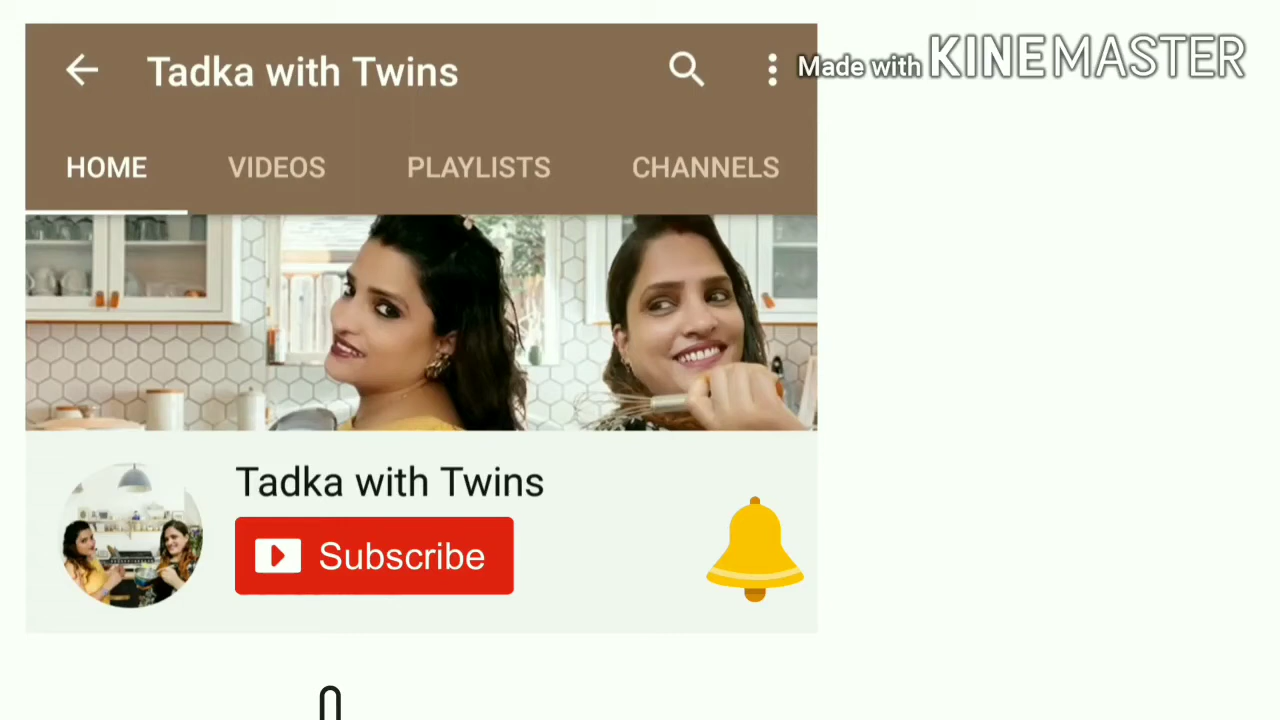 Tadka with Twins
Made with KINEMASTER
HOME VIDEOS PLAYLISTS CHANNELS
Tadka with Twins
Subscribe